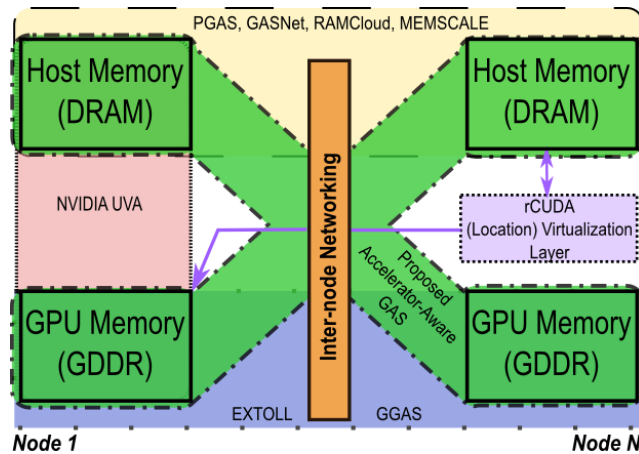 PGAS, GASNet, RAMCloud, MEMSCALE
Host Memory
(DRAM)
Host Memory
(DRAM)
NVIDIA UVA
Inter-node Networking
rCUDA
(Location) Virtualization
Layer
Proposed
Accelerator-Aware
GAS
GPU Memory
(GDDR)
GPU Memory
(GDDR)
EXTOLL
GGAS
Node 1
Node N